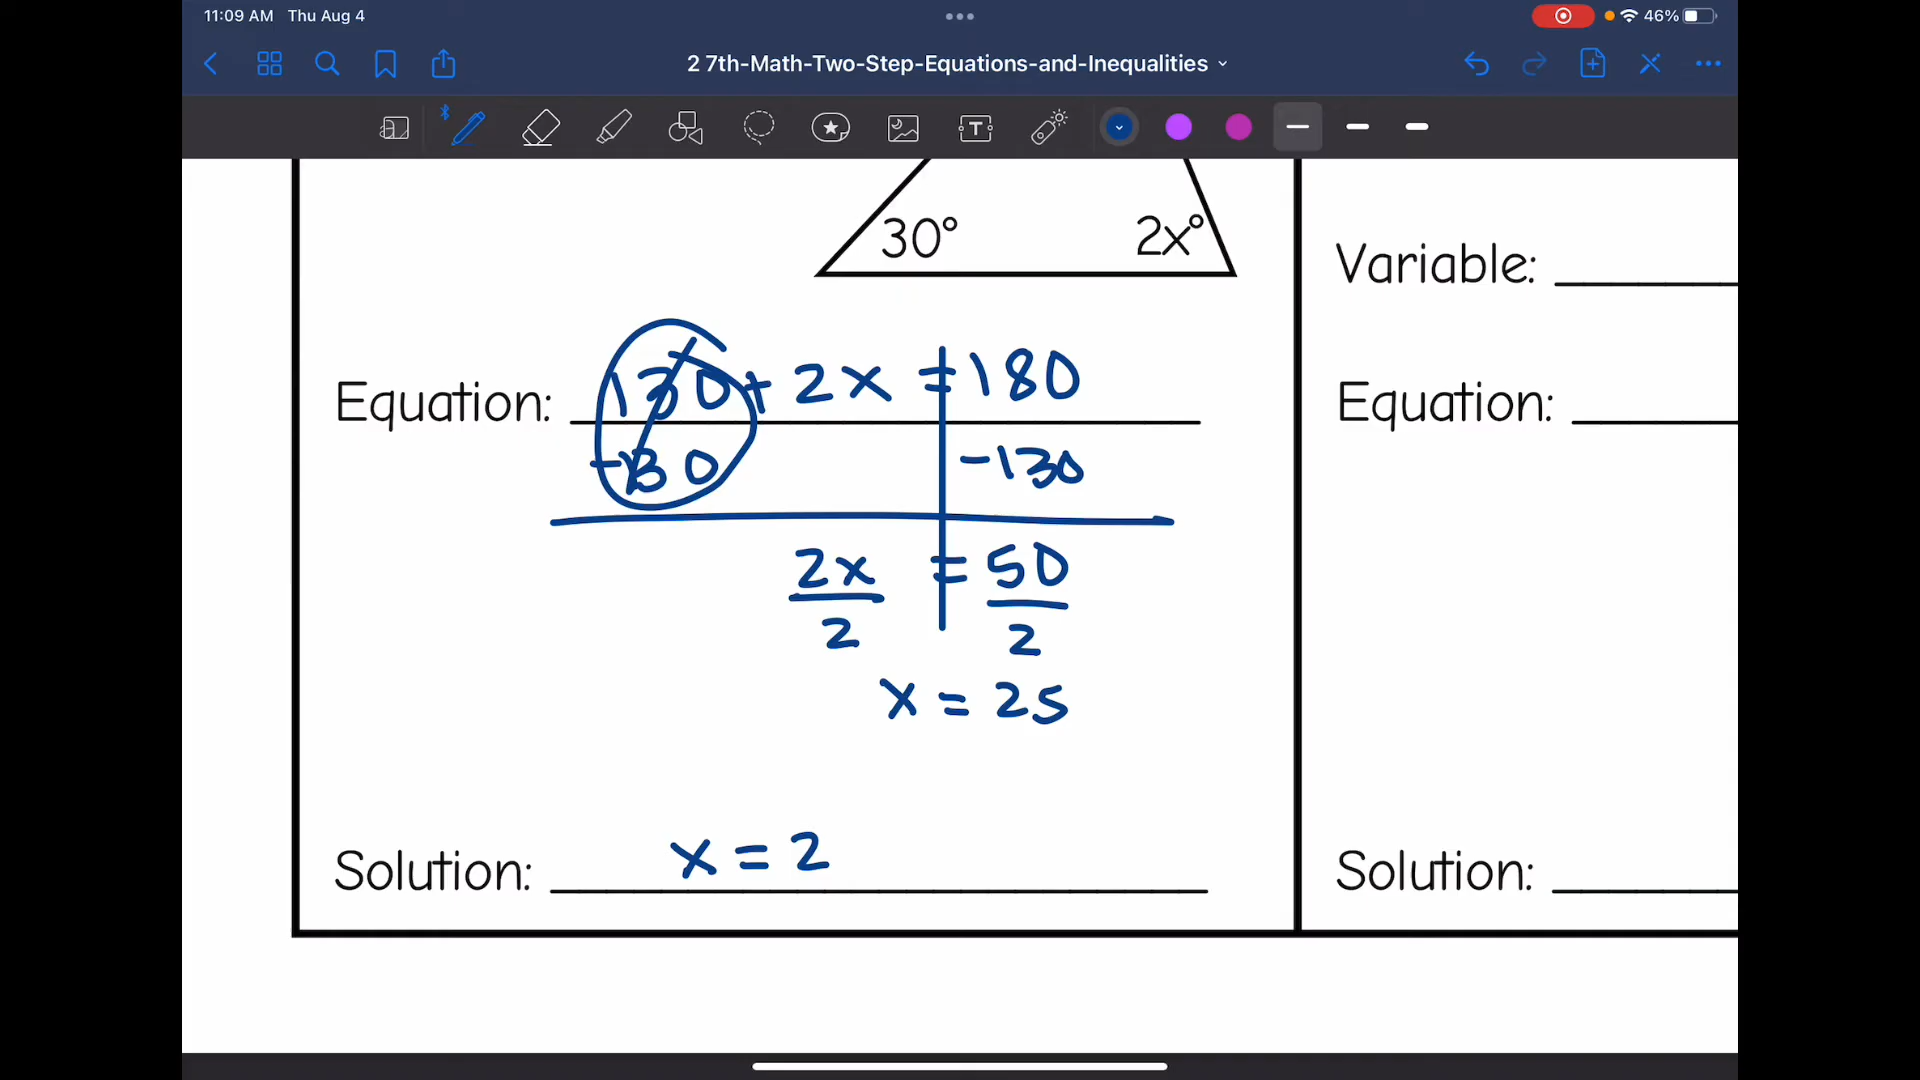 11:09 AM Thu Aug 4
46%
2 7th-Math-Two-Step-Equations-and-Inequalities
30° 2x°
Variable:
Equation: 130 + 2x = 180
-130 -130
2x = 50
2 2
x = 25
Solution: x = 2
Equation:
Solution: